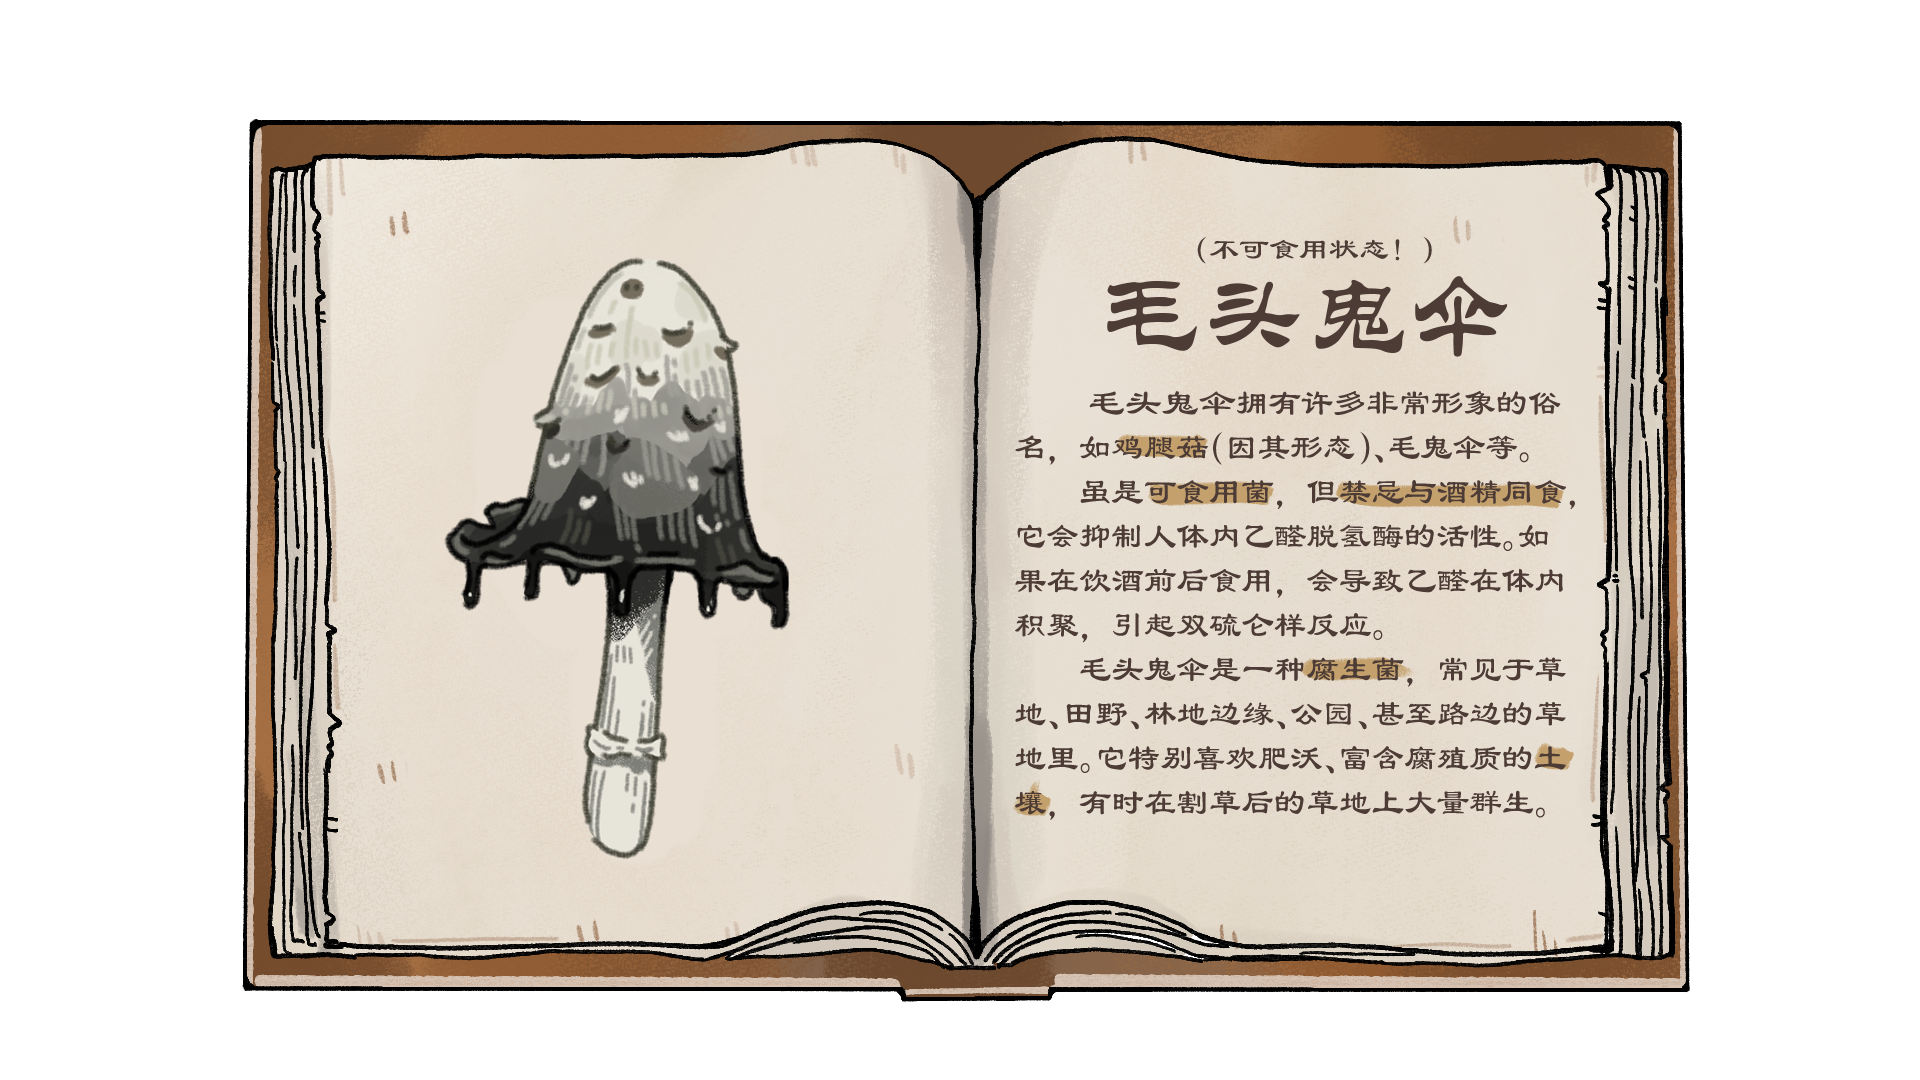 （不可食用状态！）
毛头鬼伞
毛头鬼伞拥有许多非常形象的俗
名，如鸡腿菇（因其形态）、毛鬼伞等。
虽是可食用菌，但禁忌与酒精同食，
它会抑制人体内乙醛脱氢酶的活性。如
果在饮酒前后食用，会导致乙醛在体内
积聚，引起双硫仑样反应。
毛头鬼伞是一种腐生菌，常见于草
地、田野、林地边缘、公园、甚至路边的草
地里。它特别喜欢肥沃、富含腐殖质的土
壤，有时在割草后的草地上大量群生。